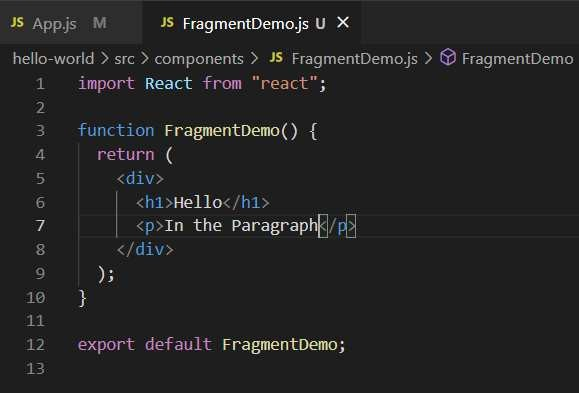 JS App.js M JS FragmentDemo.js U ×
hello-world > src > components > JS FragmentDemo.js > FragmentDemo
1 import React from "react";
2
3 function FragmentDemo() {
4   return (
5     <div>
6       <h1>Hello</h1>
7       <p>In the Paragraph</p>
8     </div>
9   );
10 }
11
12 export default FragmentDemo;
13